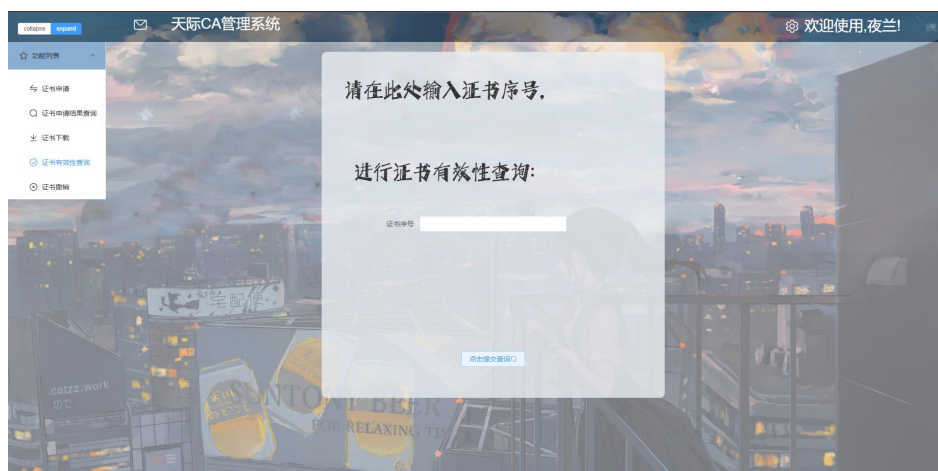 collapse expand
天际CA管理系统
欢迎使用,夜兰!
功能列表
证书申请
证书申请结果查询
证书下载
证书有效性查询
证书撤销
请在此处输入证书序号,
进行证书有效性查询:
证书序号
点击提交查询
宅配便
catzz.work
のて
SUNTONE BEER
FOR RELAXING TI